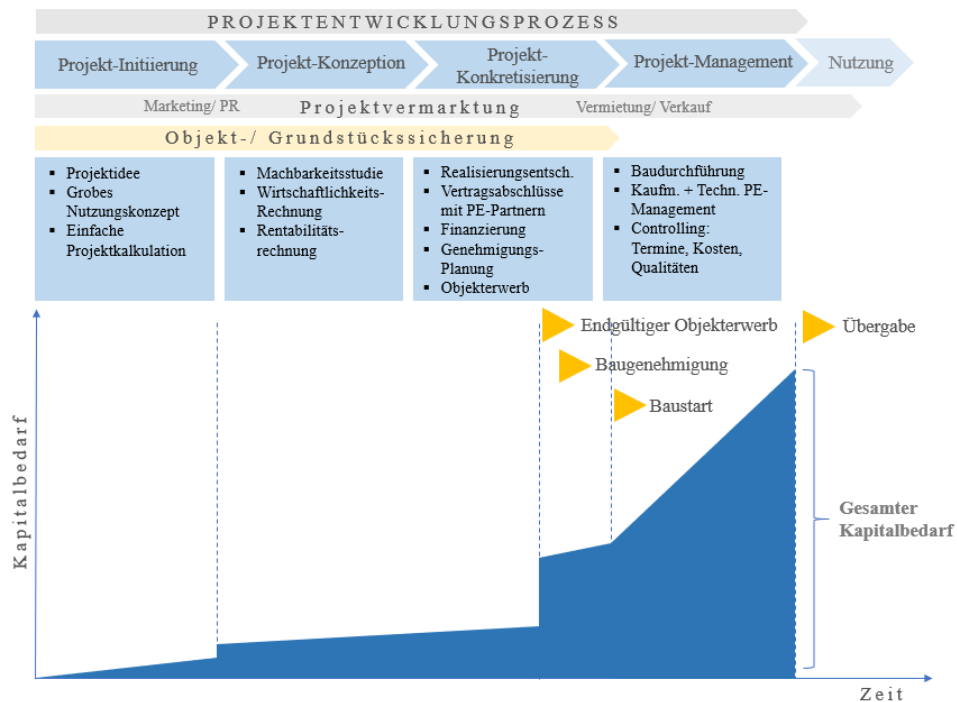 PROJEKTENTWICKLUNGSPROZESS
Projekt-Initiierung
Projekt-Konzeption
Projekt-
Konkretisierung
Projekt-Management
Nutzung
Marketing/ PR
Projektvermarktung
Vermietung/ Verkauf
Objekt-/ Grundstückssicherung
▪ Projektidee
▪ Grobes
Nutzungskonzept
▪ Einfache
Projektkalkulation
▪ Machbarkeitsstudie
▪ Wirtschaftlichkeits-
Rechnung
▪ Rentabilitäts-
rechnung
▪ Realisierungsentsch.
▪ Vertragsabschlüsse
mit PE-Partnern
▪ Finanzierung
▪ Genehmigungs-
Planung
▪ Objekterwerb
▪ Baudurchführung
▪ Kaufm. + Techn. PE-
Management
▪ Controlling:
Termine, Kosten,
Qualitäten
Endgültiger Objekterwerb
Übergabe
Baugenehmigung
Baustart
Kapitalbedarf
Gesamter
Kapitalbedarf
Zeit